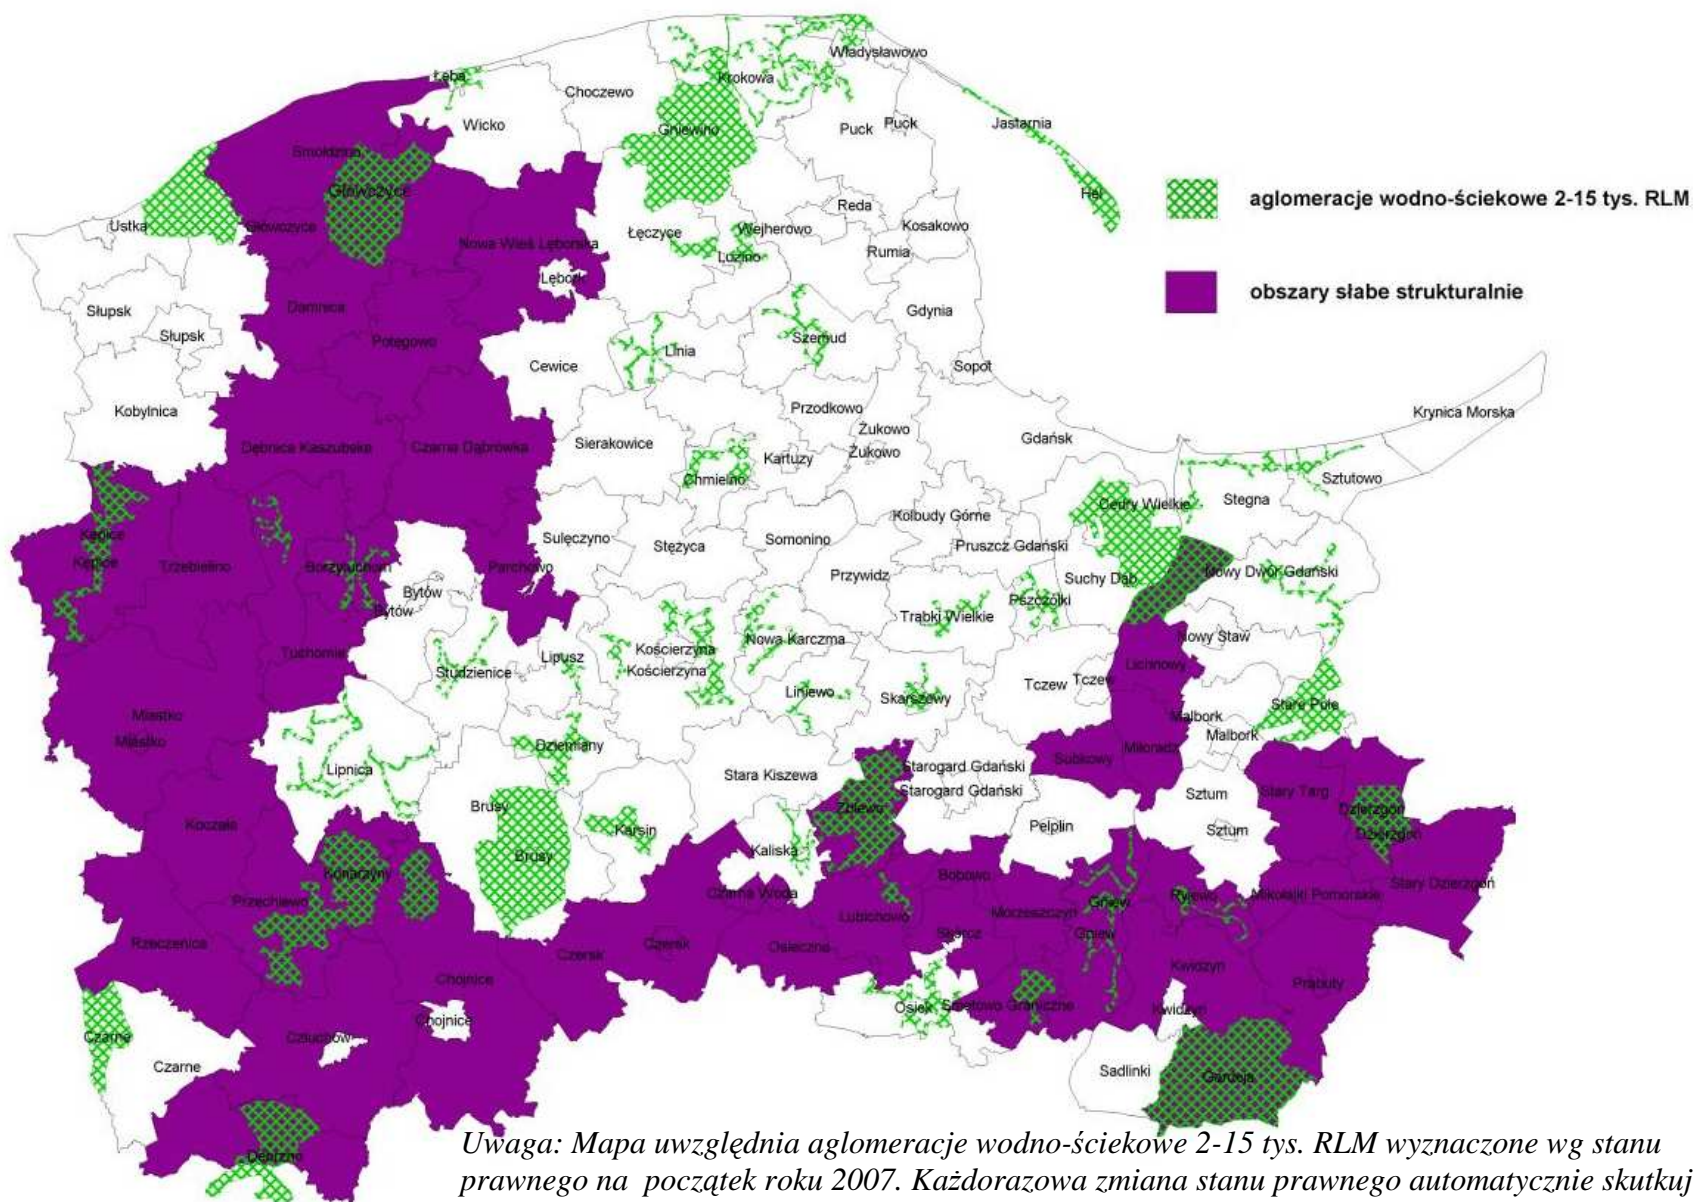 Władysławowo
Łeba
Krokowa
Choczewo
Wicko
Gniewino
Puck
Puck
Jastarnia
Smołdzino
Główczyce
Hel
aglomeracje wodno-ściekowe 2-15 tys. RLM
Reda
Ustka
Główczyce
Łęczyce
Wejherowo
Kosakowo
Nowa Wieś Lęborska
Luzino
Rumia
Lębork
obszary słabe strukturalnie
Słupsk
Damnica
Gdynia
Słupsk
Potęgowo
Szemud
Linia
Cewice
Sopot
Kobylnica
Przodkowo
Krynica Morska
Żukowo
Gdańsk
Dębnica Kaszubska
Czarna Dąbrówka
Sierakowice
Kartuzy
Żukowo
Chmielno
Sztutowo
Cedry Wielkie
Stegna
Kolbudy Górne
Kępice
Sulęczyno
Stężyca
Somonino
Pruszcz Gdański
Kępice
Trzebielino
Borzytuchom
Parchowo
Przywidz
Suchy Dąb
Nowy Dwór Gdański
Bytów
Bytów
Pszczółki
Trąbki Wielkie
Nowa Karczma
Nowy Staw
Kościerzyna
Tuchomie
Lipusz
Studzienice
Kościerzyna
Lichnowy
Tczew
Tczew
Liniewo
Skarszewy
Stare Pole
Miastko
Malbork
Miastko
Dziemiany
Malbork
Miłoradz
Subkowy
Lipnica
Stara Kiszewa
Starogard Gdański
Starogard Gdański
Stary Targ
Sztum
Brusy
Zblewo
Dzierzgoń
Koczała
Karsin
Pelplin
Sztum
Dzierzgoń
Kaliska
Brusy
Konarzyny
Bobowo
Stary Dzierzgoń
Czarna Woda
Ryjewo
Mikołajki Pomorskie
Przechlewo
Gniew
Morzeszczyn
Lubichowo
Skórcz
Gniew
Rzeczenica
Czersk
Osieczna
Czersk
Kwidzyn
Chojnice
Prabuty
Osiek
Smętowo Graniczne
Kwidzyn
Chojnice
Czarne
Człuchów
Czarne
Sadlinki
Gardeja
Debrzno
Uwaga: Mapa uwzględnia aglomeracje wodno-ściekowe 2-15 tys. RLM wyznaczone wg stanu
prawnego na początek roku 2007. Każdorazowa zmiana stanu prawnego automatycznie skutkuj